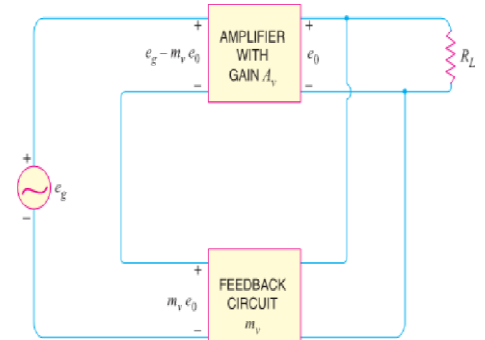 +
AMPLIFIER
WITH
GAIN A_v
+
e_g – m_v e_0
e_0
R_L
–
–
+
e_g
–
+
FEEDBACK
CIRCUIT
m_v
m_v e_0
–